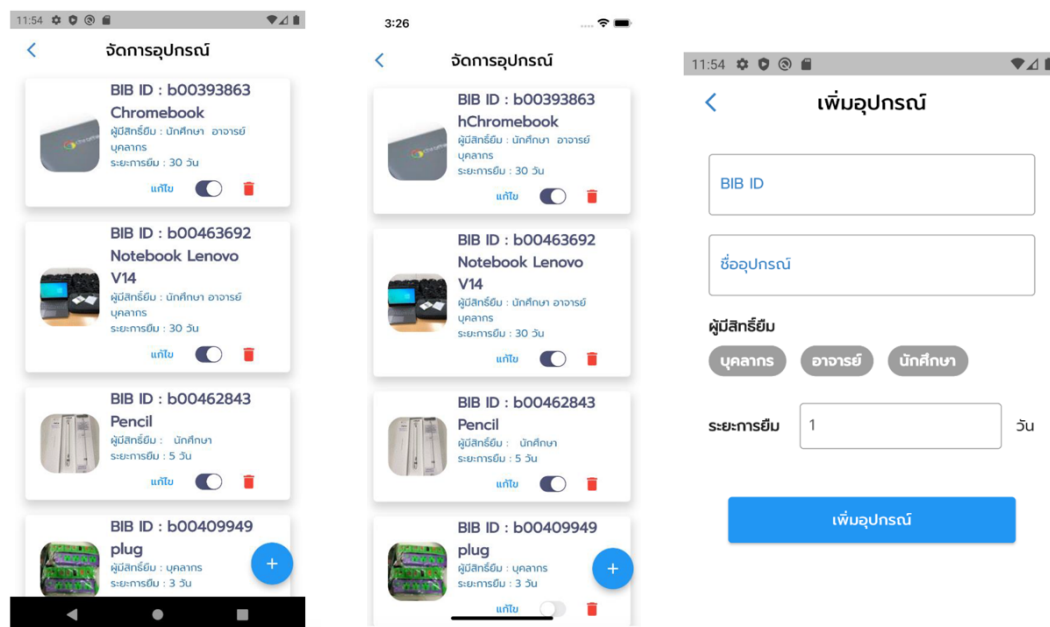 11:54
จัดการอุปกรณ์
BIB ID : b00393863
Chromebook
ผู้มีสิทธิ์ยืม : นักศึกษา อาจารย์
บุคลากร
ระยะการยืม : 30 วัน
แก้ไข
BIB ID : b00463692
Notebook Lenovo
V14
ผู้มีสิทธิ์ยืม : นักศึกษา อาจารย์
บุคลากร
ระยะการยืม : 30 วัน
แก้ไข
BIB ID : b00462843
Pencil
ผู้มีสิทธิ์ยืม : นักศึกษา
ระยะการยืม : 5 วัน
แก้ไข
BIB ID : b00409949
plug
ผู้มีสิทธิ์ยืม : บุคลากร
ระยะการยืม : 3 วัน
+
3:26
จัดการอุปกรณ์
BIB ID : b00393863
hChromebook
ผู้มีสิทธิ์ยืม : นักศึกษา อาจารย์
บุคลากร
ระยะการยืม : 30 วัน
แก้ไข
BIB ID : b00463692
Notebook Lenovo
V14
ผู้มีสิทธิ์ยืม : นักศึกษา อาจารย์
บุคลากร
ระยะการยืม : 30 วัน
แก้ไข
BIB ID : b00462843
Pencil
ผู้มีสิทธิ์ยืม : นักศึกษา
ระยะการยืม : 5 วัน
แก้ไข
BIB ID : b00409949
plug
ผู้มีสิทธิ์ยืม : บุคลากร
ระยะการยืม : 3 วัน
+
แก้ไข
11:54
เพิ่มอุปกรณ์
BIB ID
ชื่ออุปกรณ์
ผู้มีสิทธิ์ยืม
บุคลากร อาจารย์ นักศึกษา
ระยะการยืม 1 วัน
เพิ่มอุปกรณ์